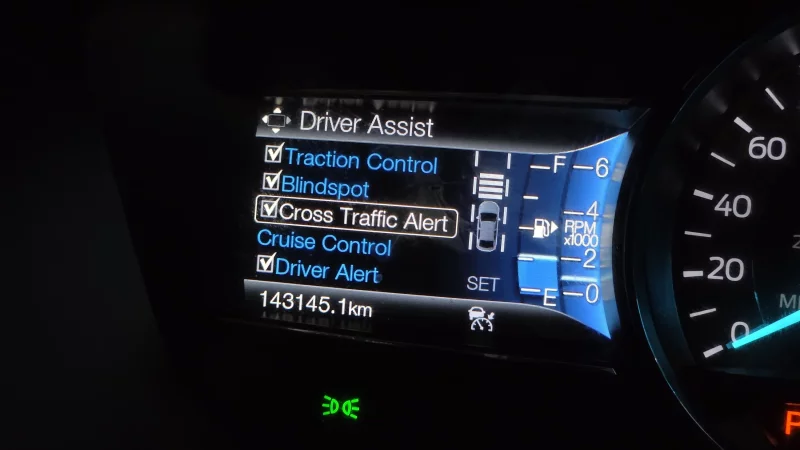 Driver Assist
Traction Control
Blindspot
Cross Traffic Alert
Cruise Control
Driver Alert
143145.1km
SET
F
E
6
4
RPM
x1000
2
0
60
40
20
0
P